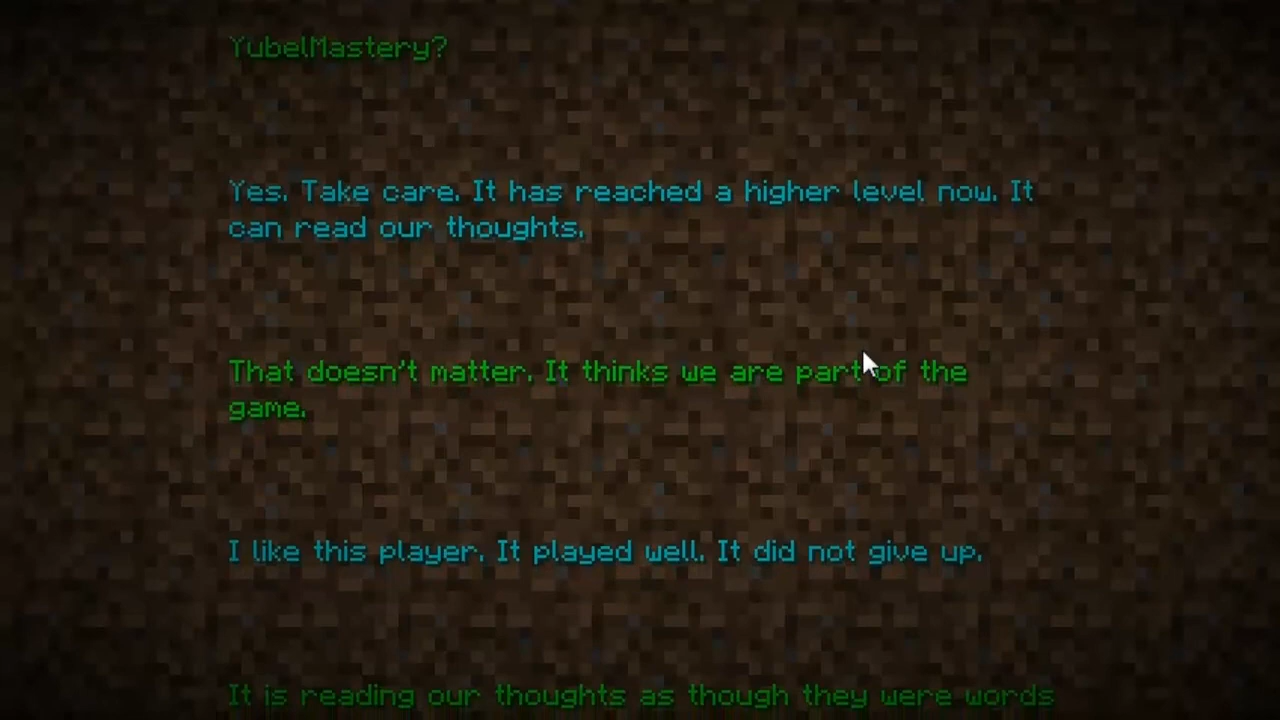 YubelMastery?
Yes. Take care. It has reached a higher level now. It
can read our thoughts.
That doesn't matter. It thinks we are part of the
game.
I like this player. It played well. It did not give up.
It is reading our thoughts as though they were words